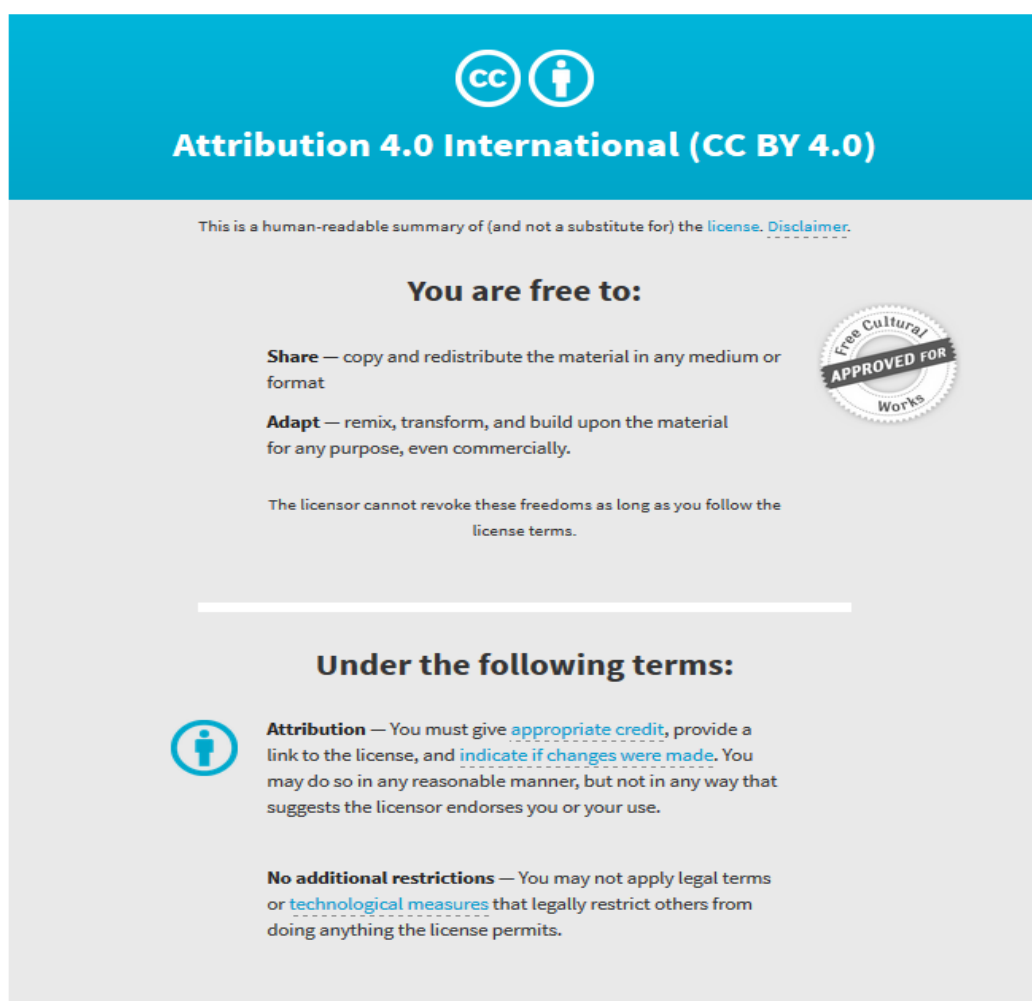 cc
Attribution 4.0 International (CC BY 4.0)
This is a human-readable summary of (and not a substitute for) the license. Disclaimer.
You are free to:
Share — copy and redistribute the material in any medium or
format
Adapt — remix, transform, and build upon the material
for any purpose, even commercially.
Free Cultural
APPROVED FOR
Works
The licensor cannot revoke these freedoms as long as you follow the
license terms.
Under the following terms:
Attribution — You must give appropriate credit, provide a
link to the license, and indicate if changes were made. You
may do so in any reasonable manner, but not in any way that
suggests the licensor endorses you or your use.
No additional restrictions — You may not apply legal terms
or technological measures that legally restrict others from
doing anything the license permits.